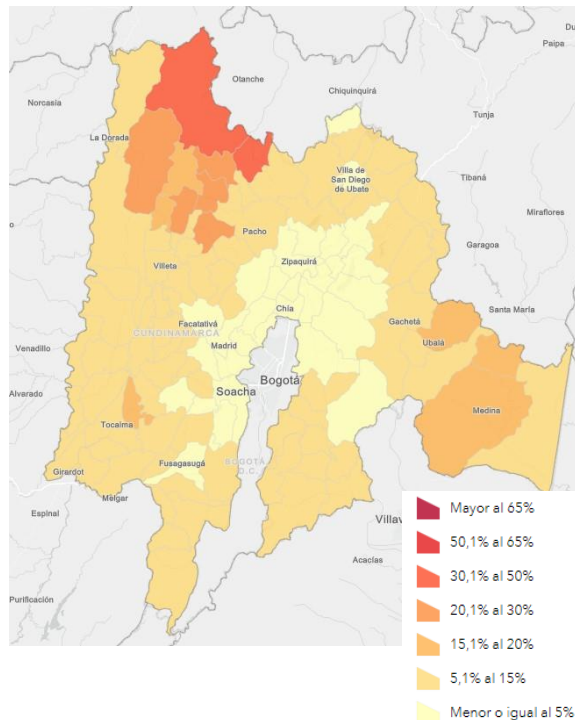 Du
Paipa
Otanche
Norcasia
Chiquinquirá
Tunja
La Dorada
Villa de
San Diego
de Ubate
Tibaná
Miraflores
Pacho
Garagoa
Zipaquirá
Villeta
Chía
Santa María
Facatativá
Gachetá
CUNDINAMARCA
Madrid
Ubalá
Venadillo
Bogotá
Soacha
Alvarado
Medina
Tocaima
Fusagasugá
BOGOTÁ
D.C.
Girardot
Melgar
Espinal
Villav
Acacías
Purificación
Mayor al 65%
50,1% al 65%
30,1% al 50%
20,1% al 30%
15,1% al 20%
5,1% al 15%
Menor o igual al 5%